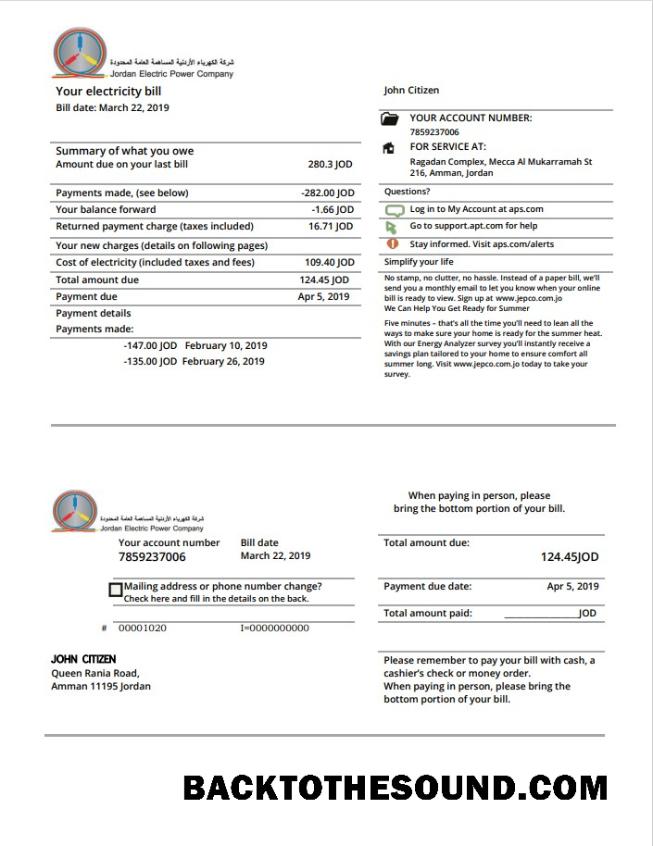 شركة الكهرباء الأردنية المساهمة العامة المحدودة
Jordan Electric Power Company
Your electricity bill
Bill date: March 22, 2019
Summary of what you owe
Amount due on your last bill 280.3 JOD
Payments made, (see below) -282.00 JOD
Your balance forward -1.66 JOD
Returned payment charge (taxes included) 16.71 JOD
Your new charges (details on following pages)
Cost of electricity (included taxes and fees) 109.40 JOD
Total amount due 124.45 JOD
Payment due Apr 5, 2019
Payment details
Payments made:
-147.00 JOD February 10, 2019
-135.00 JOD February 26, 2019
John Citizen
YOUR ACCOUNT NUMBER:
7859237006
FOR SERVICE AT:
Ragadan Complex, Mecca Al Mukarramah St
216, Amman, Jordan
Questions?
Log in to My Account at aps.com
Go to support.apt.com for help
Stay informed. Visit aps.com/alerts
Simplify your life
No stamp, no clutter, no hassle. Instead of a paper bill, we'll
send you a monthly email to let you know when your online
bill is ready to view. Sign up at www.jepco.com.jo
We Can Help You Get Ready for Summer
Five minutes – that's all the time you'll need to lean all the
ways to make sure your home is ready for the summer heat.
With our Energy Analyzer survey you'll instantly receive a
savings plan tailored to your home to ensure comfort all
summer long. Visit www.jepco.com.jo today to take your
survey.
شركة الكهرباء الأردنية المساهمة العامة المحدودة
Jordan Electric Power Company
Your account number Bill date
7859237006 March 22, 2019
Mailing address or phone number change?
Check here and fill in the details on the back.
# 00001020 I=0000000000
JOHN CITIZEN
Queen Rania Road,
Amman 11195 Jordan
When paying in person, please
bring the bottom portion of your bill.
Total amount due:
124.45JOD
Payment due date: Apr 5, 2019
Total amount paid: _______________JOD
Please remember to pay your bill with cash, a
cashier's check or money order.
When paying in person, please bring the
bottom portion of your bill.
BACKTOTHESOUND.COM